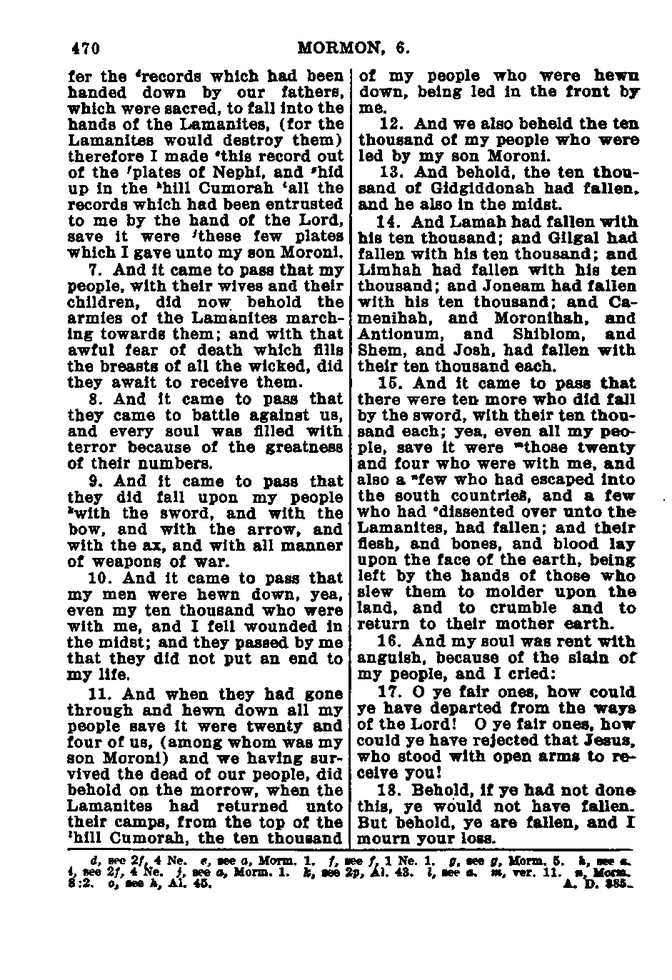 470 MORMON, 6.
fer the ᵈrecords which had been
handed down by our fathers,
which were sacred, to fall into the
hands of the Lamanites, (for the
Lamanites would destroy them)
therefore I made ᵉthis record out
of the ᶠplates of Nephi, and ᵍhid
up in the ʰhill Cumorah ⁱall the
records which had been entrusted
to me by the hand of the Lord,
save it were ʲthese few plates
which I gave unto my son Moroni.
7. And it came to pass that my
people, with their wives and their
children, did now behold the
armies of the Lamanites march-
ing towards them; and with that
awful fear of death which fills
the breasts of all the wicked, did
they await to receive them.
8. And it came to pass that
they came to battle against us,
and every soul was filled with
terror because of the greatness
of their numbers.
9. And it came to pass that
they did fall upon my people
ᵏwith the sword, and with the
bow, and with the arrow, and
with the ax, and with all manner
of weapons of war.
10. And it came to pass that
my men were hewn down, yea,
even my ten thousand who were
with me, and I fell wounded in
the midst; and they passed by me
that they did not put an end to
my life.
11. And when they had gone
through and hewn down all my
people save it were twenty and
four of us, (among whom was my
son Moroni) and we having sur-
vived the dead of our people, did
behold on the morrow, when the
Lamanites had returned unto
their camps, from the top of the
ˡhill Cumorah, the ten thousand
of my people who were hewn
down, being led in the front by
me.
12. And we also beheld the ten
thousand of my people who were
led by my son Moroni.
13. And behold, the ten thou-
sand of Gidgiddonah had fallen,
and he also in the midst.
14. And Lamah had fallen with
his ten thousand; and Gilgal had
fallen with his ten thousand; and
Limhah had fallen with his ten
thousand; and Joneam had fallen
with his ten thousand; and Ca-
menihah, and Moronihah, and
Antionum, and Shiblom, and
Shem, and Josh, had fallen with
their ten thousand each.
15. And it came to pass that
there were ten more who did fall
by the sword, with their ten thou-
sand each; yea, even all my peo-
ple, save it were ᵐthose twenty
and four who were with me, and
also a ⁿfew who had escaped into
the south countries, and a few
who had ᵒdissented over unto the
Lamanites, had fallen; and their
flesh, and bones, and blood lay
upon the face of the earth, being
left by the hands of those who
slew them to molder upon the
land, and to crumble and to
return to their mother earth.
16. And my soul was rent with
anguish, because of the slain of
my people, and I cried:
17. O ye fair ones, how could
ye have departed from the ways
of the Lord! O ye fair ones, how
could ye have rejected that Jesus,
who stood with open arms to re-
ceive you!
18. Behold, if ye had not done
this, ye would not have fallen.
But behold, ye are fallen, and I
mourn your loss.
d, see 2f, 4 Ne. e, see a, Morm. 1. f, see f, 1 Ne. 1. g, see g, Morm. 5. h, see a.
i, see 2f, 4 Ne. j, see a, Morm. 1. k, see 2p, Al. 43. l, see a. m, ver. 11. n, Morm.
8:2. o, see h, Al. 45. A. D. 385.